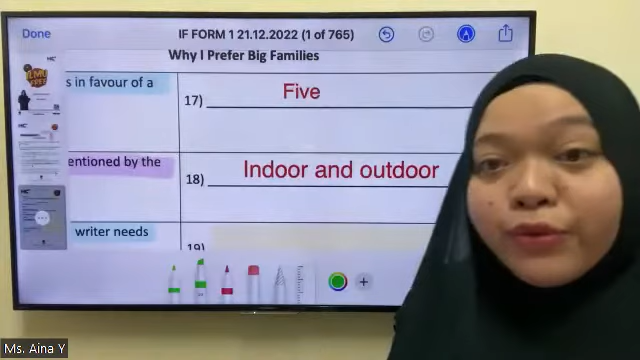 Done
IF FORM 1 21.12.2022 (1 of 765)
Why I Prefer Big Families
s in favour of a
17)
Five
entioned by the
18)
Indoor and outdoor
writer needs
19)
Ms. Aina Y